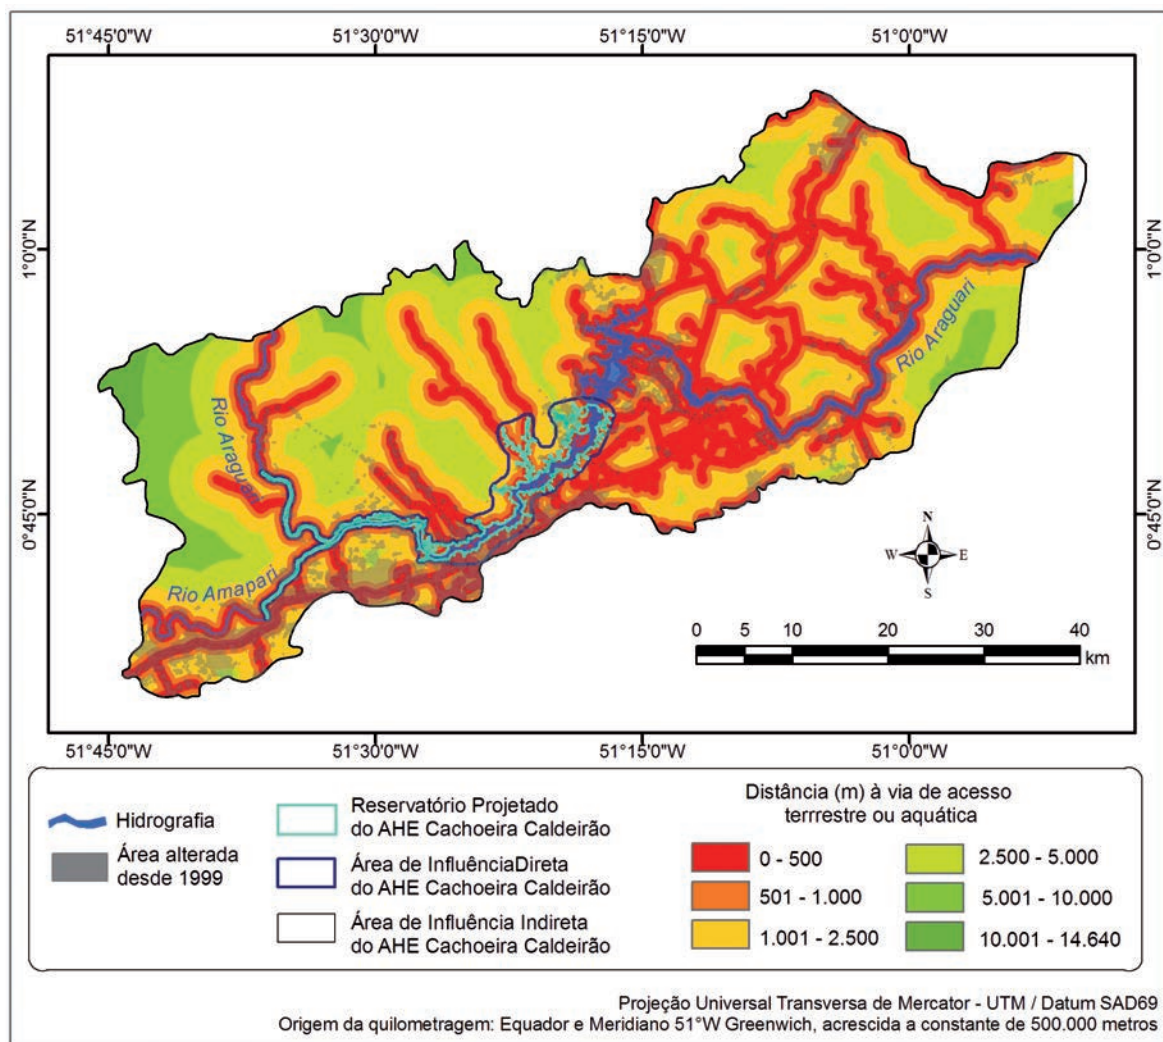 51°45'0"W 51°30'0"W 51°15'0"W 51°0'0"W
1°0'0"N 1°0'0"N
Rio Araguari
Rio Araguari
0°45'0"N 0°45'0"N
Rio Amapari
N
W E
S
0 5 10 20 30 40
km
51°45'0"W 51°30'0"W 51°15'0"W 51°0'0"W
Hidrografia
Área alterada
desde 1999
Reservatório Projetado
do AHE Cachoeira Caldeirão
Área de InfluênciaDireta
do AHE Cachoeira Caldeirão
Área de Influência Indireta
do AHE Cachoeira Caldeirão
Distância (m) à via de acesso
terrrestre ou aquática
0 - 500
501 - 1.000
1.001 - 2.500
2.500 - 5.000
5.001 - 10.000
10.001 - 14.640
Projeção Universal Transversa de Mercator - UTM / Datum SAD69
Origem da quilometragem: Equador e Meridiano 51°W Greenwich, acrescida a constante de 500.000 metros